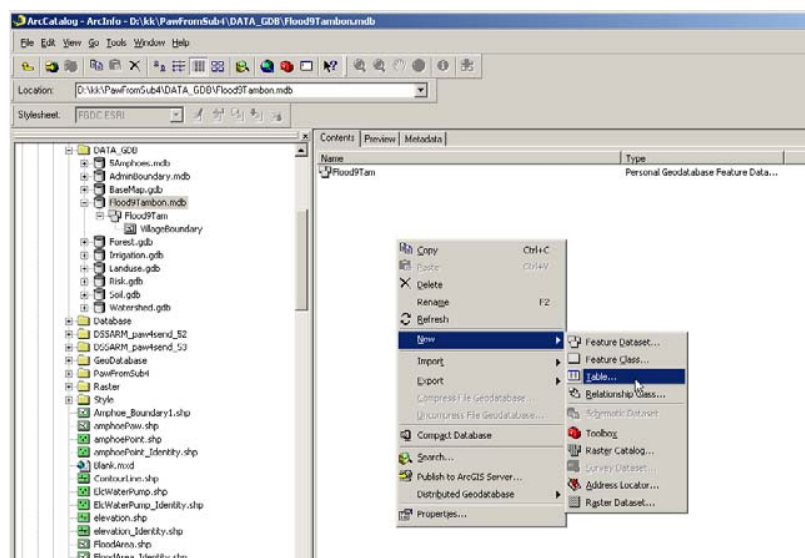 ArcCatalog - ArcInfo - D:\kk\PawFromSub4\DATA_GDB\Flood9Tambon.mdb
File Edit View Go Tools Window Help
Location: D:\kk\PawFromSub4\DATA_GDB\Flood9Tambon.mdb
Stylesheet: FGDC ESRI
DATA_GDB
5Amphoes.mdb
AdminBoundary.mdb
BaseMap.gdb
Flood9Tambon.mdb
Flood9Tam
VillageBoundary
Forest.gdb
Irrigation.gdb
Landuse.gdb
Risk.gdb
Soil.gdb
Watershed.gdb
Database
DSSARM_paw4send_52
DSSARM_paw4send_53
GeoDatabase
PawFromSub4
Raster
Style
Amphoe_Boundary1.shp
amphoePaw.shp
amphoePoint.shp
amphoePoint_Identity.shp
Blank.mxd
ContourLine.shp
ElcWaterPump.shp
ElcWaterPump_Identity.shp
elevation.shp
elevation_Identity.shp
FloodArea.shp
FloodArea_Identity.shp
Contents Preview Metadata
Name Type
Flood9Tam Personal Geodatabase Feature Data...
Copy Ctrl+C
Paste Ctrl+V
Delete
Rename F2
Refresh
New
Import
Export
Compress File Geodatabase...
Uncompress File Geodatabase...
Compact Database
Search...
Publish to ArcGIS Server...
Distributed Geodatabase
Properties...
Feature Dataset...
Feature Class...
Table...
Relationship Class...
Schematic Dataset
Toolbox
Raster Catalog...
Survey Dataset...
Address Locator...
Raster Dataset...